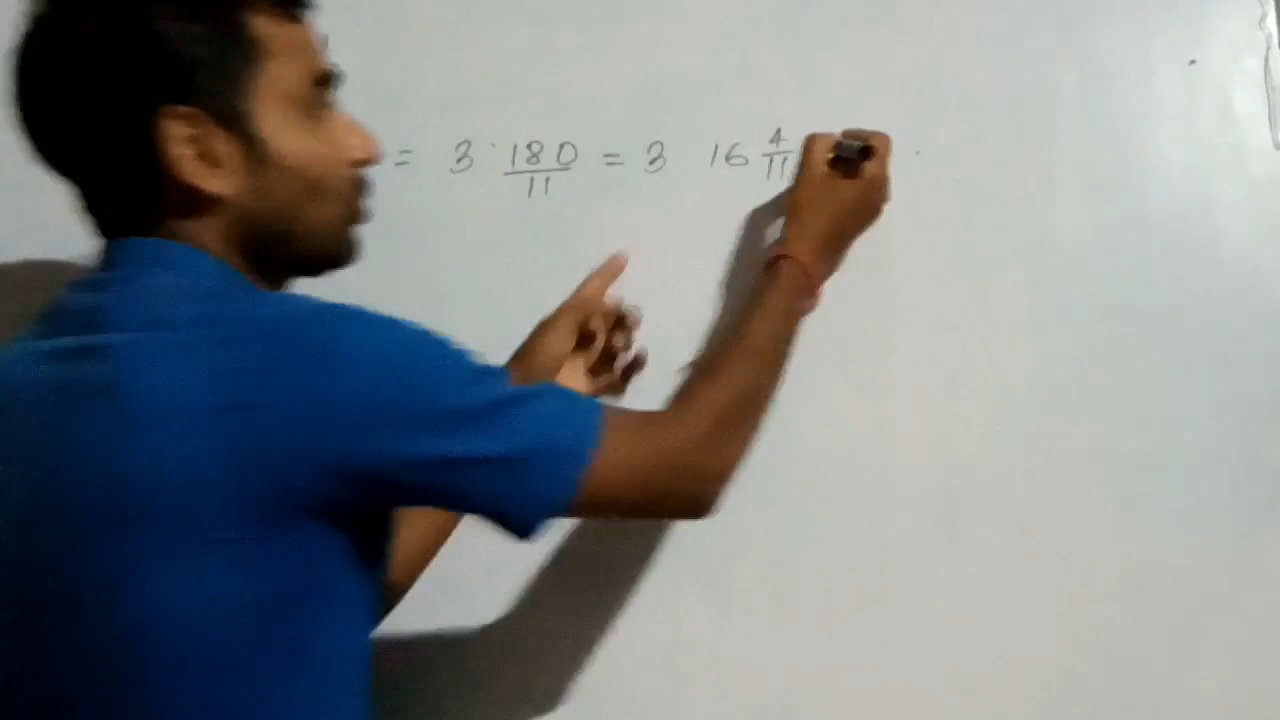 = 3 180/11 = 3 16 4/11